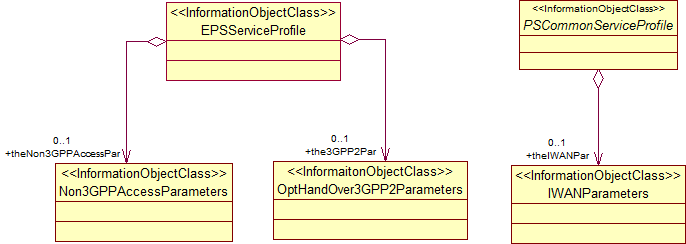 <<InformationObjectClass>>
EPSServiceProfile
<<InformationObjectClass>>
PSCommonServiceProfile
0..1
+theNon3GPPAccessPar
0..1
+the3GPP2Par
0..1
+theIWANPar
<<InformationObjectClass>>
Non3GPPAccessParameters
<<InformaitonObjectClass>>
OptHandOver3GPP2Parameters
<<InformationObjectClass>>
IWANParameters